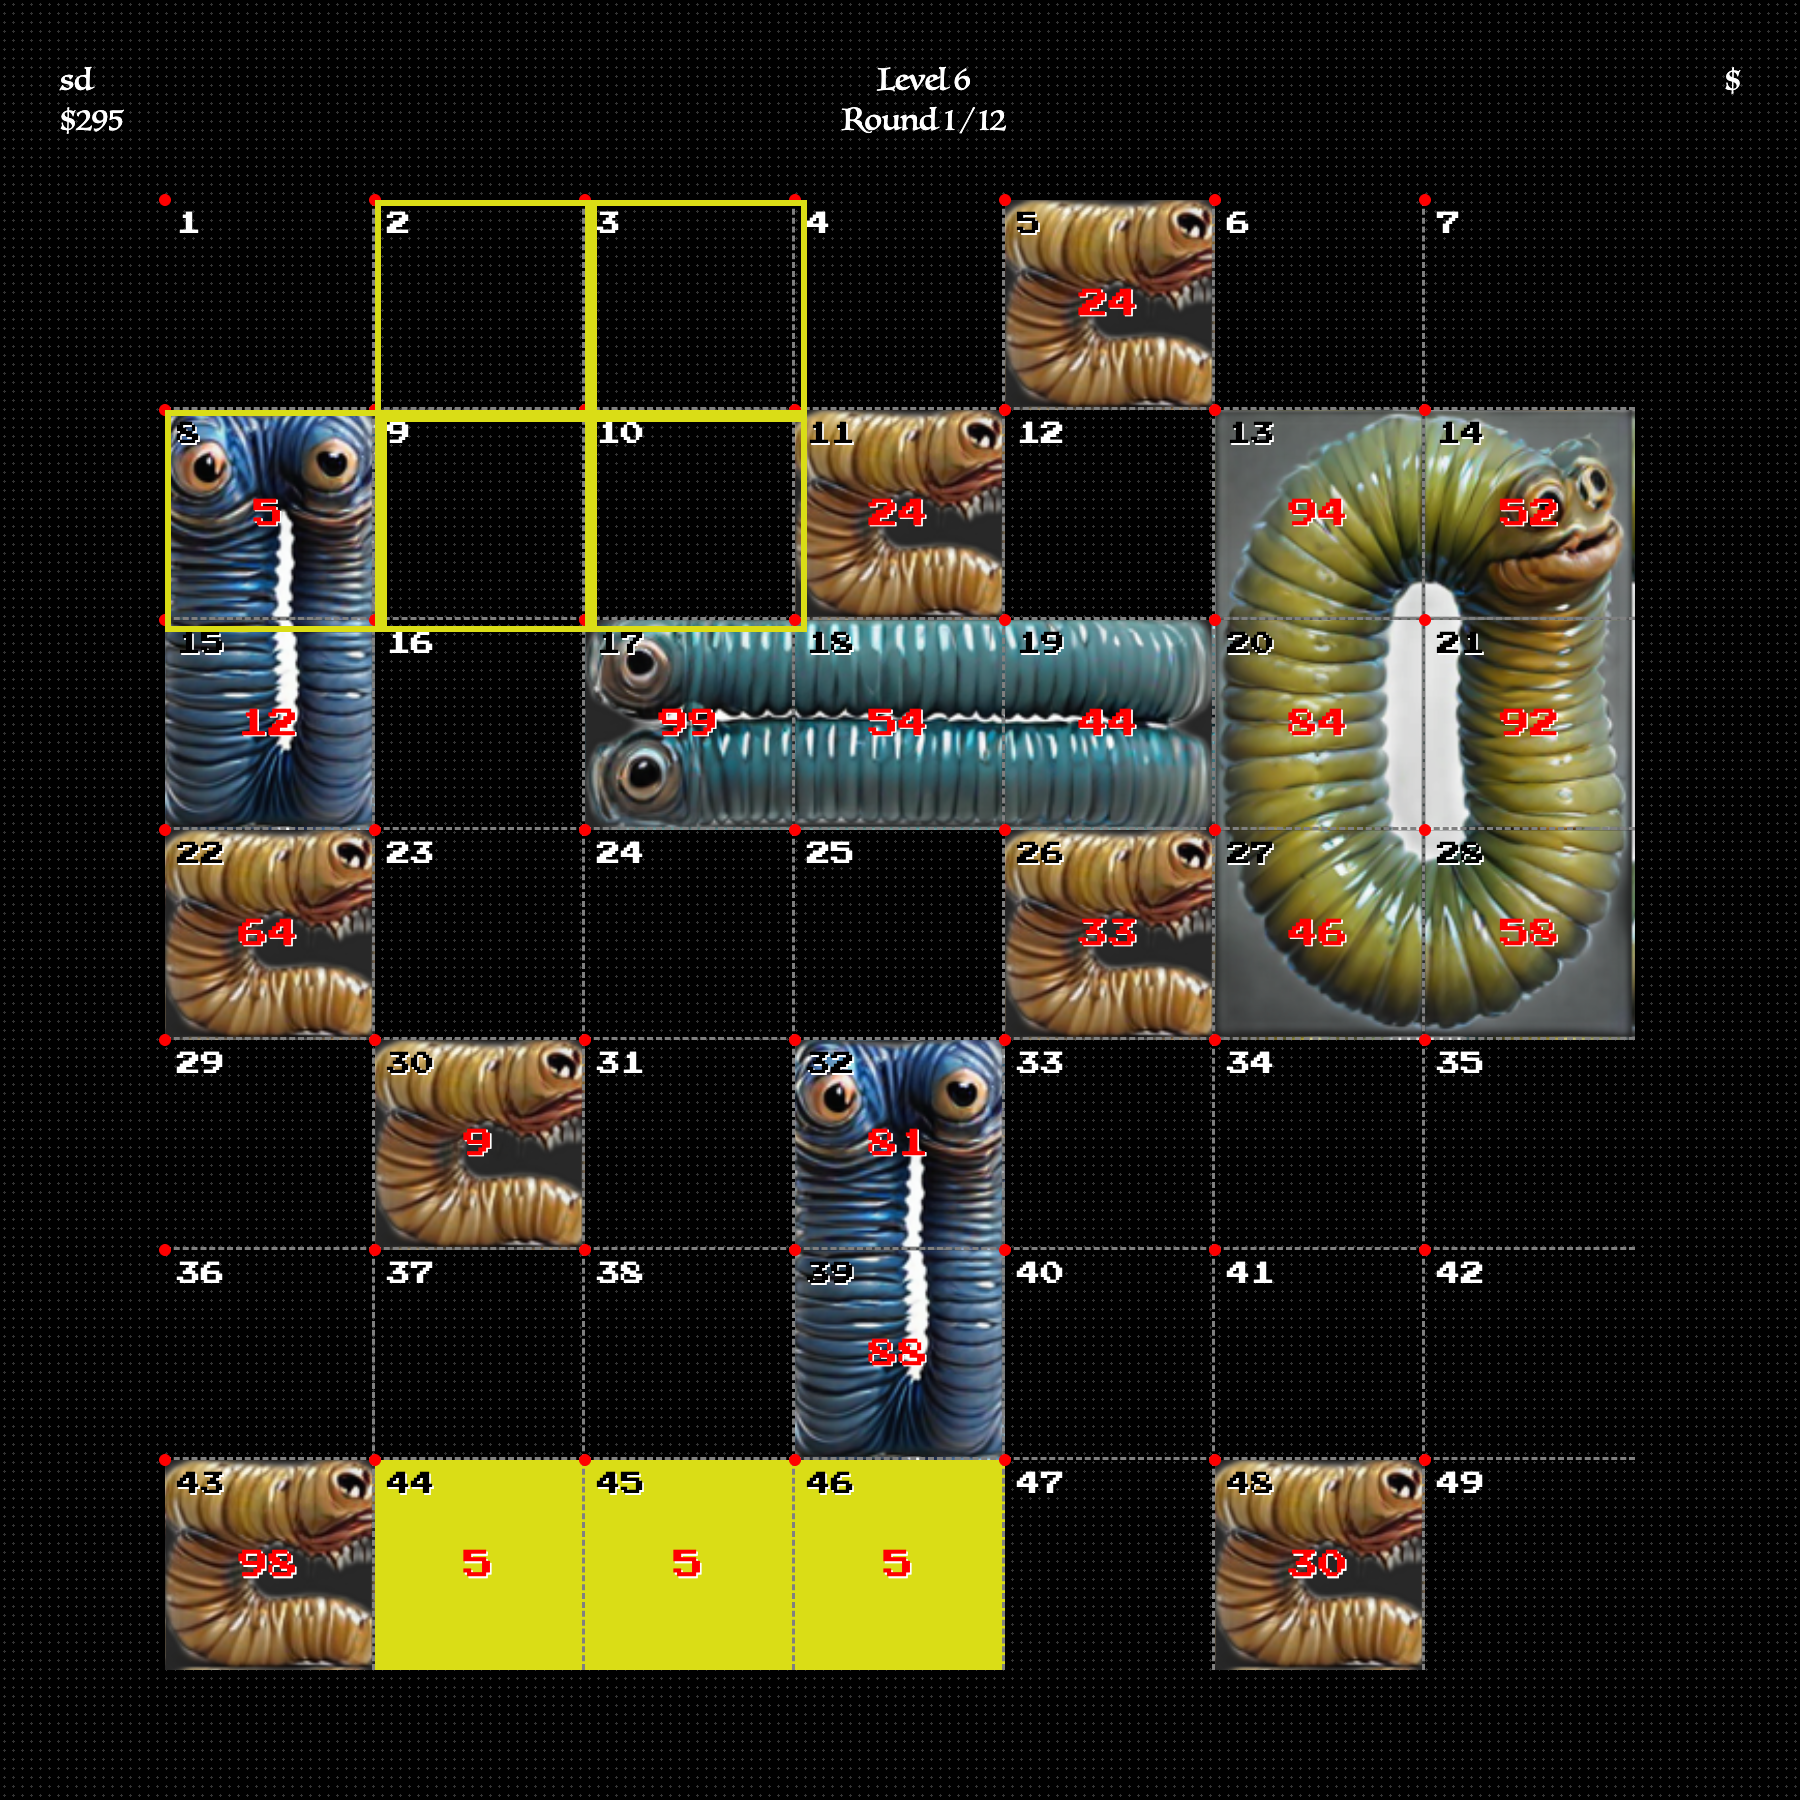 sd Level 6 $
$295 Round 1/12
1 2 3 4 5 6 7
24
8 9 10 11 12 13 14
5 24 94 52
15 16 17 18 19 20 21
12 99 54 44 84 92
22 23 24 25 26 27 28
64 33 46 58
29 30 31 32 33 34 35
9 81
36 37 38 39 40 41 42
88
43 44 45 46 47 48 49
98 5 5 5 30